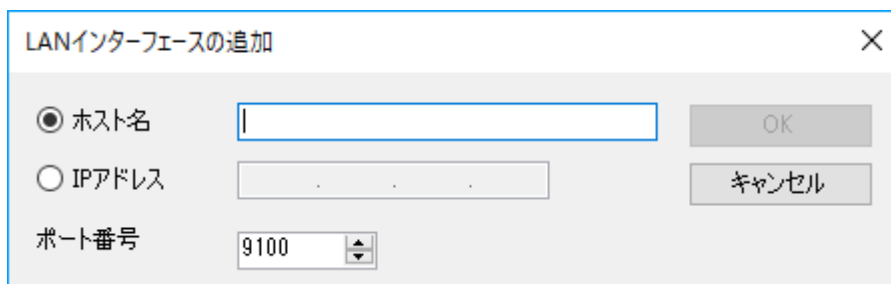 LANインターフェースの追加
ホスト名
OK
IPアドレス
. . .
キャンセル
ポート番号
9100